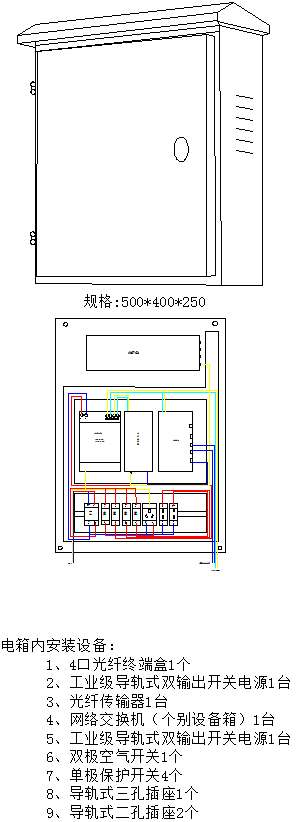 规格:500*400*250
电箱内安装设备:
1、4口光纤终端盒1个
2、工业级导轨式双输出开关电源1台
3、光纤传输器1台
4、网络交换机（个别设备箱）1台
5、工业级导轨式双输出开关电源1台
6、双极空气开关1个
7、单极保护开关4个
8、导轨式三孔插座1个
9、导轨式二孔插座2个